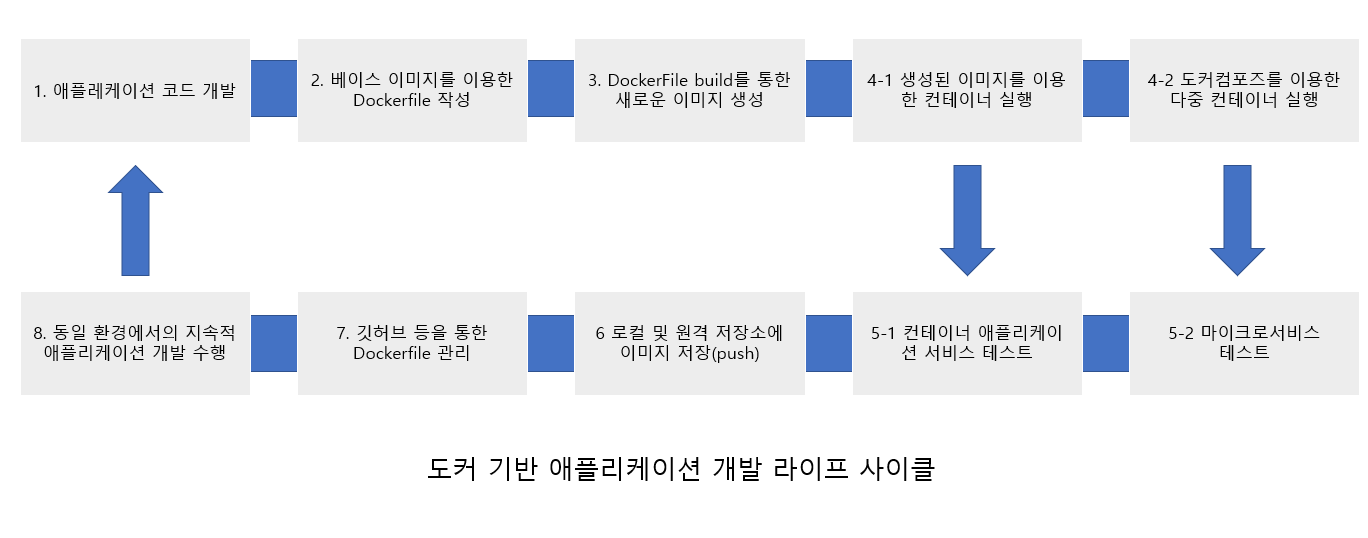 1. 애플레케이션 코드 개발
2. 베이스 이미지를 이용한
Dockerfile 작성
3. DockerFile build를 통한
새로운 이미지 생성
4-1 생성된 이미지를 이용
한 컨테이너 실행
4-2 도커컴포즈를 이용한
다중 컨테이너 실행
8. 동일 환경에서의 지속적
애플리케이션 개발 수행
7. 깃허브 등을 통한
Dockerfile 관리
6 로컬 및 원격 저장소에
이미지 저장(push)
5-1 컨테이너 애플리케이
션 서비스 테스트
5-2 마이크로서비스
테스트
도커 기반 애플리케이션 개발 라이프 사이클